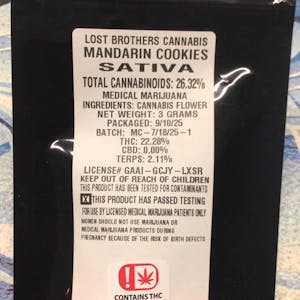 LOST BROTHERS CANNABIS
MANDARIN COOKIES
SATIVA
TOTAL CANNABINOIDS: 26.32%
MEDICAL MARIJUANA
INGREDIENTS: CANNABIS FLOWER
NET WEIGHT: 3 GRAMS
PACKAGED: 9/10/25
BATCH: MC-7/18/25-1
THC: 22.28%
CBD: 0.00%
TERPS: 2.11%
LICENSE# GAAI-GCJY-LXSR
KEEP OUT OF REACH OF CHILDREN
THIS PRODUCT HAS BEEN TESTED FOR CONTAMINANTS
THIS PRODUCT HAS PASSED TESTING
FOR USE BY LICENSED MEDICAL MARIJUANA PATIENTS ONLY
WOMEN SHOULD NOT USE MARIJUANA OR
MEDICAL MARIJUANA PRODUCTS DURING
PREGNANCY BECAUSE OF THE RISK OF BIRTH DEFECTS
!
CONTAINS THC